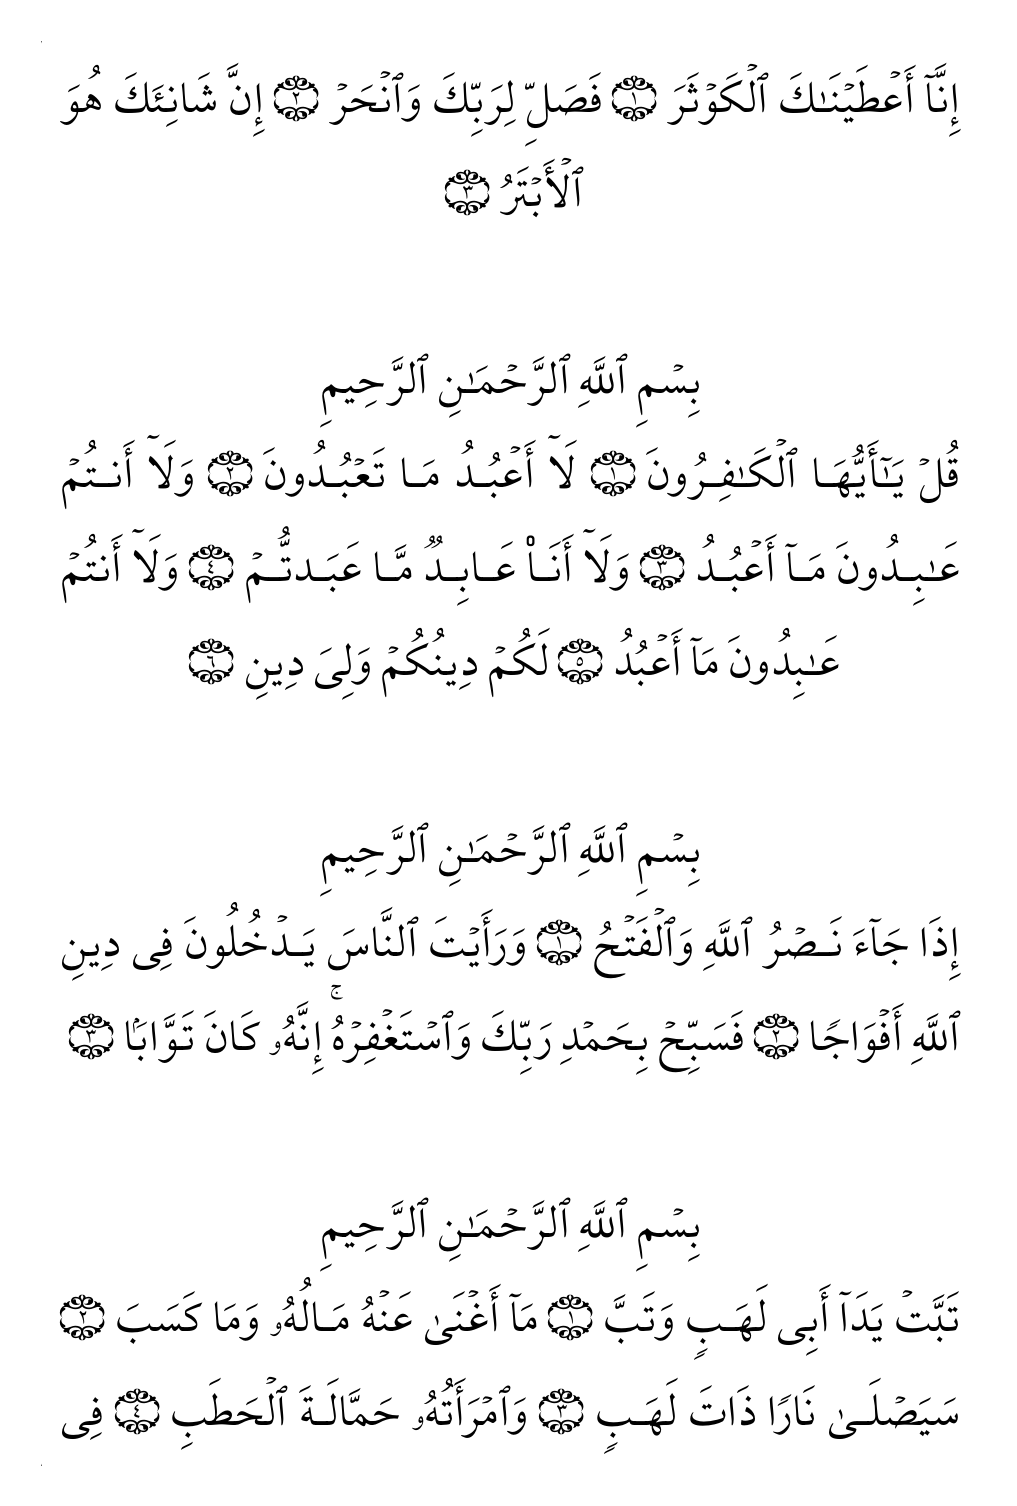 إِنَّآ أَعۡطَيۡنَـٰكَ ٱلۡكَوۡثَرَ ١ فَصَلِّ لِرَبِّكَ وَٱنۡحَرۡ ٢ إِنَّ شَانِئَكَ هُوَ
ٱلۡأَبۡتَرُ ٣
بِسۡمِ ٱللَّهِ ٱلرَّحۡمَـٰنِ ٱلرَّحِيمِ
قُلۡ يَـٰٓأَيُّهَا ٱلۡكَـٰفِرُونَ ١ لَآ أَعۡبُدُ مَا تَعۡبُدُونَ ٢ وَلَآ أَنتُمۡ
عَـٰبِدُونَ مَآ أَعۡبُدُ ٣ وَلَآ أَنَا۠ عَابِدٌ مَّا عَبَدتُّمۡ ٤ وَلَآ أَنتُمۡ
عَـٰبِدُونَ مَآ أَعۡبُدُ ٥ لَكُمۡ دِينُكُمۡ وَلِىَ دِينِ ٦
بِسۡمِ ٱللَّهِ ٱلرَّحۡمَـٰنِ ٱلرَّحِيمِ
إِذَا جَآءَ نَصۡرُ ٱللَّهِ وَٱلۡفَتۡحُ ١ وَرَأَيۡتَ ٱلنَّاسَ يَدۡخُلُونَ فِى دِينِ
ٱللَّهِ أَفۡوَاجًا ٢ فَسَبِّحۡ بِحَمۡدِ رَبِّكَ وَٱسۡتَغۡفِرۡهُۚ إِنَّهُۥ كَانَ تَوَّابَۢا ٣
بِسۡمِ ٱللَّهِ ٱلرَّحۡمَـٰنِ ٱلرَّحِيمِ
تَبَّتۡ يَدَآ أَبِى لَهَبٍ وَتَبَّ ١ مَآ أَغۡنَىٰ عَنۡهُ مَالُهُۥ وَمَا كَسَبَ ٢
سَيَصۡلَىٰ نَارًا ذَاتَ لَهَبٍ ٣ وَٱمۡرَأَتُهُۥ حَمَّالَةَ ٱلۡحَطَبِ ٤ فِى